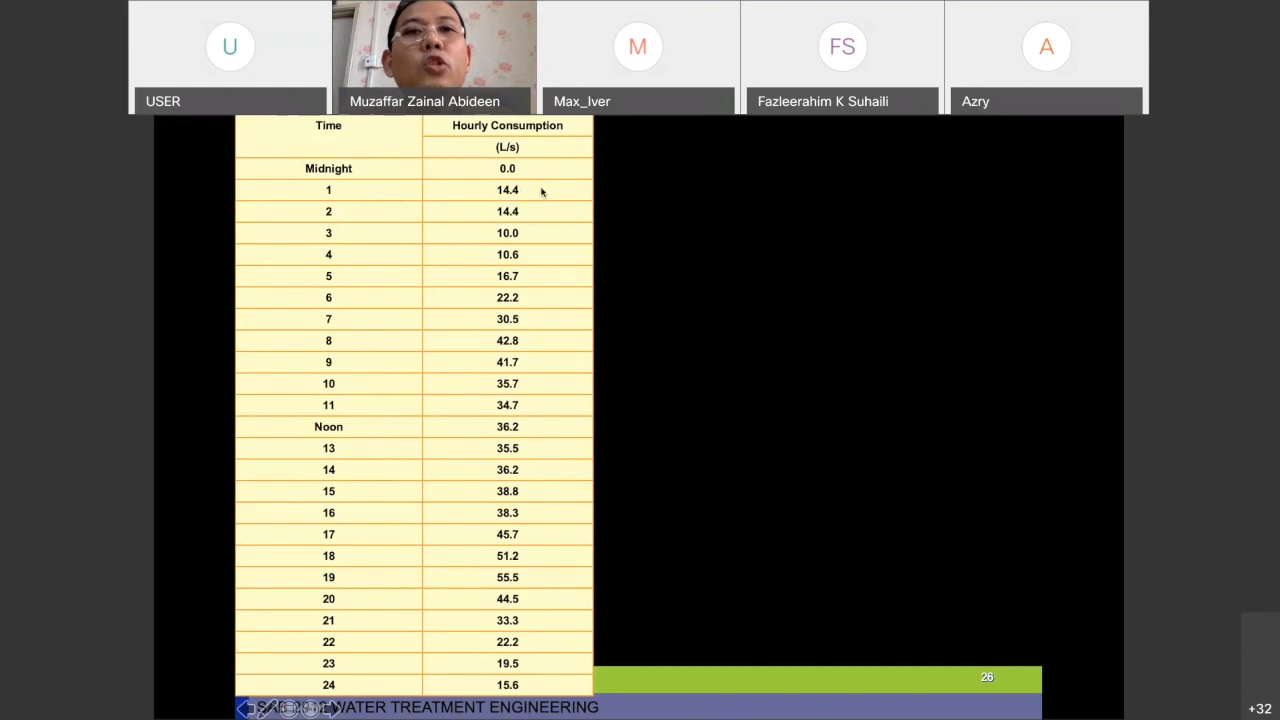 U
M
FS
A
USER
Muzaffar Zainal Abideen
Max_Iver
Fazleerahim K Suhaili
Azry
Time Hourly Consumption
(L/s)
Midnight 0.0
1 14.4
2 14.4
3 10.0
4 10.6
5 16.7
6 22.2
7 30.5
8 42.8
9 41.7
10 35.7
11 34.7
Noon 36.2
13 35.5
14 36.2
15 38.8
16 38.3
17 45.7
18 51.2
19 55.5
20 44.5
21 33.3
22 22.2
23 19.5
24 15.6
26
WATER TREATMENT ENGINEERING
+32